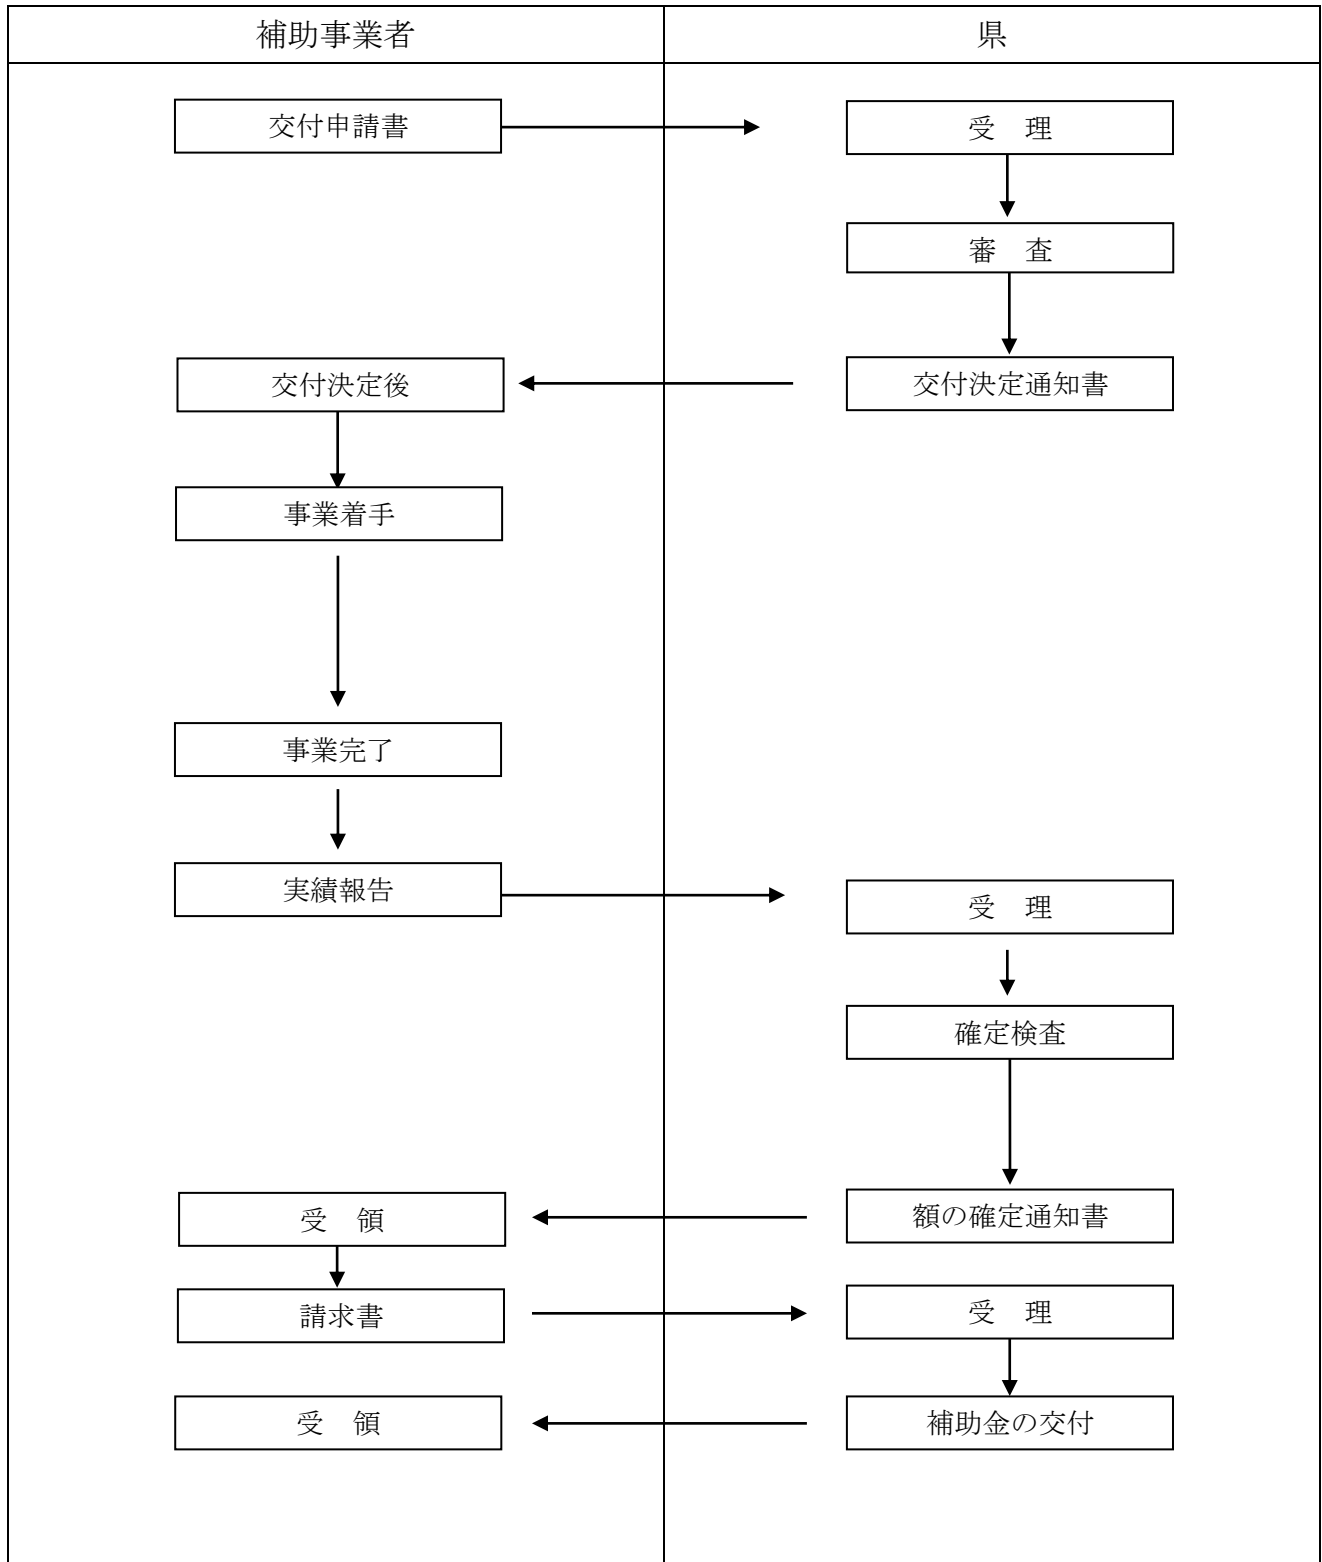 補助事業者
県
交付申請書
受　理
審　査
交付決定後
交付決定通知書
事業着手
事業完了
実績報告
受　理
確定検査
受　領
額の確定通知書
請求書
受　理
受　領
補助金の交付